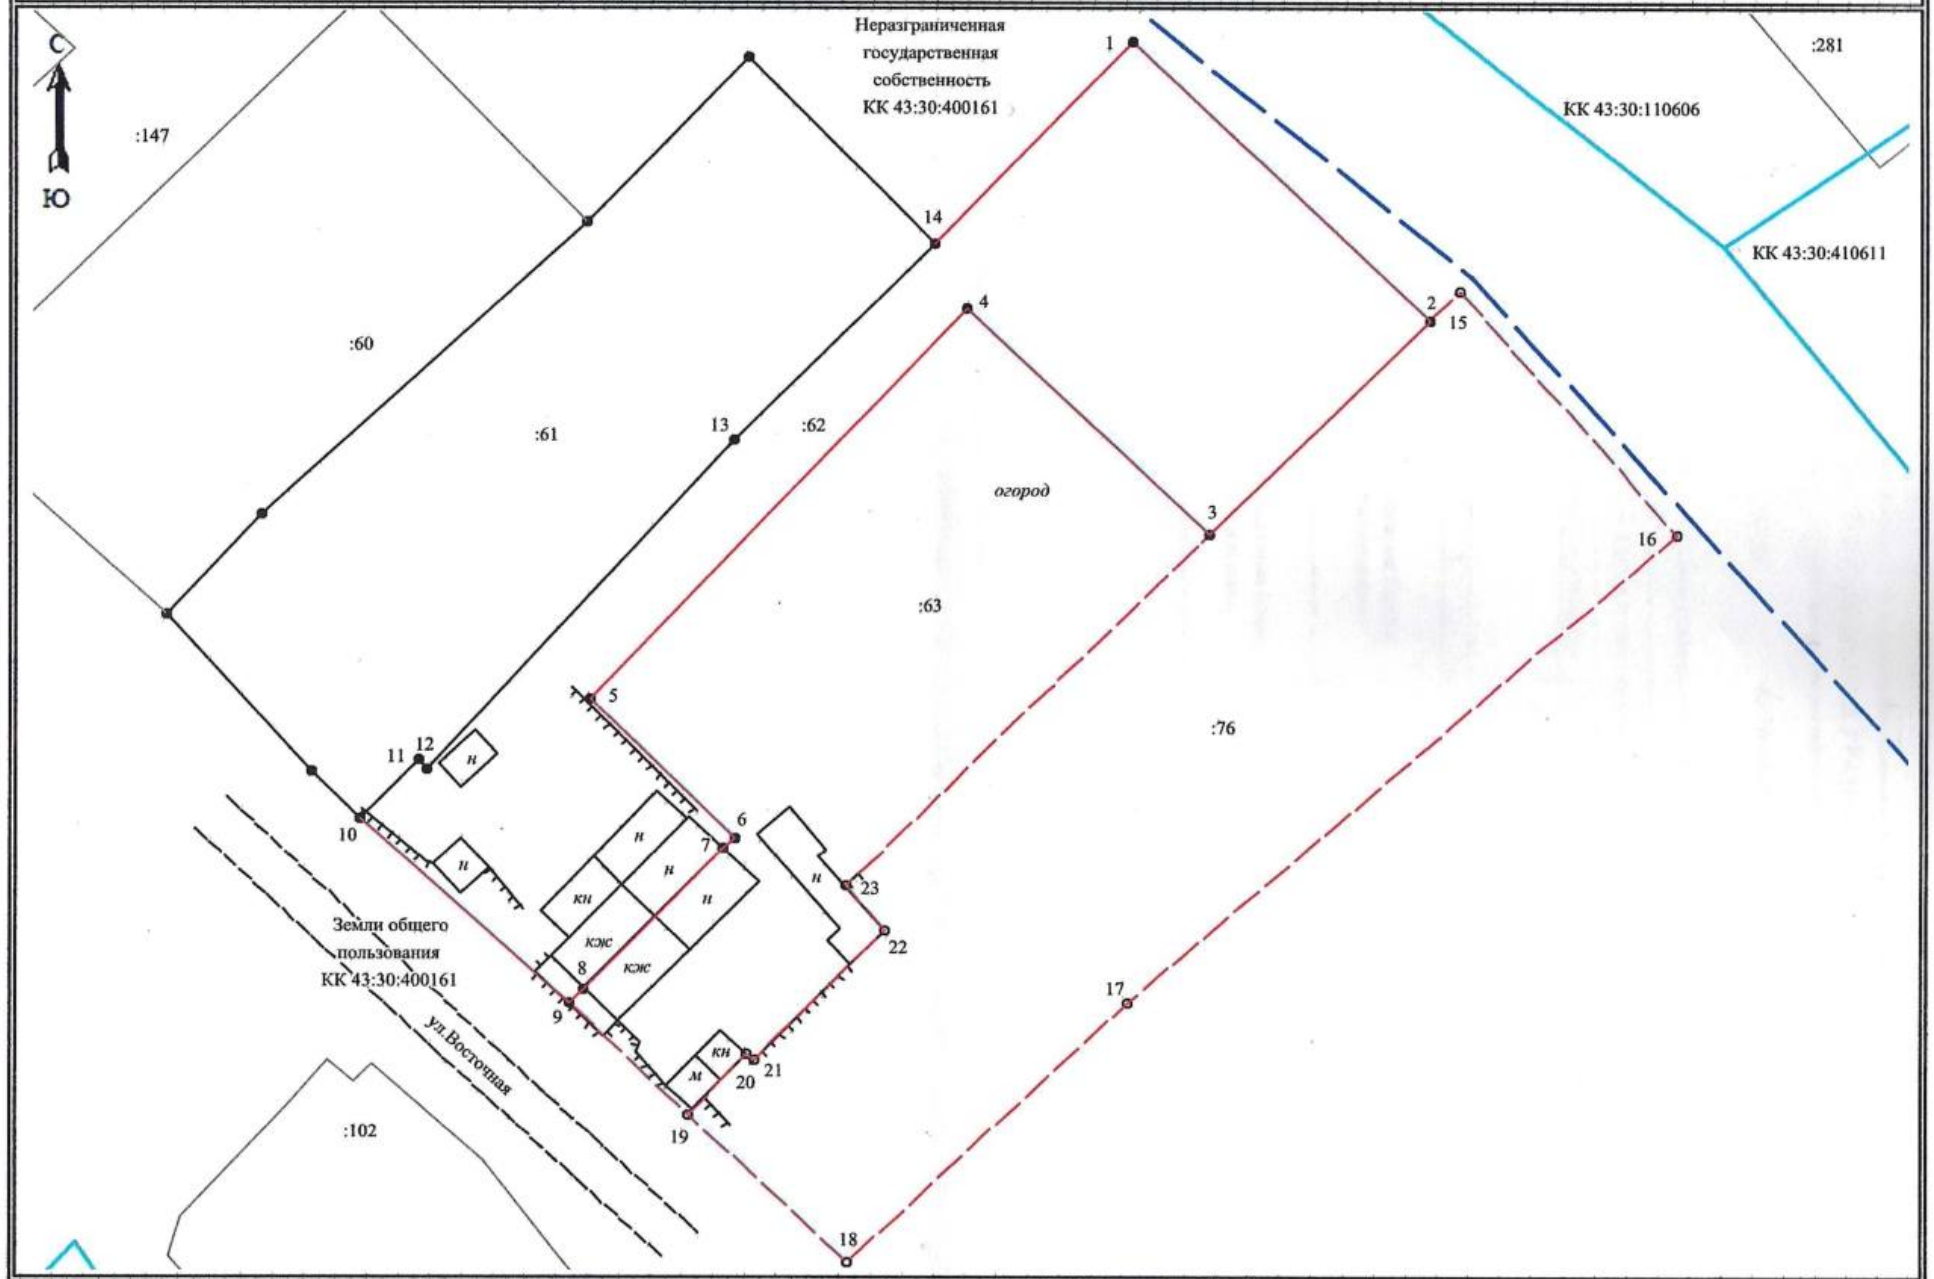 Неразграниченная
государственная
собственность
КК 43:30:400161
С
Ю
:147
1
:281
КК 43:30:110606
КК 43:30:410611
14
4
2
15
:60
:61
13
:62
огород
3
16
:63
5
:76
11
12
н
10
6
7
н
н
н
н
н
23
22
кн
кж
кж
8
9
17
Земли общего
пользования
КК 43:30:400161
ул.Восточная
кн
м
20
21
19
:102
18